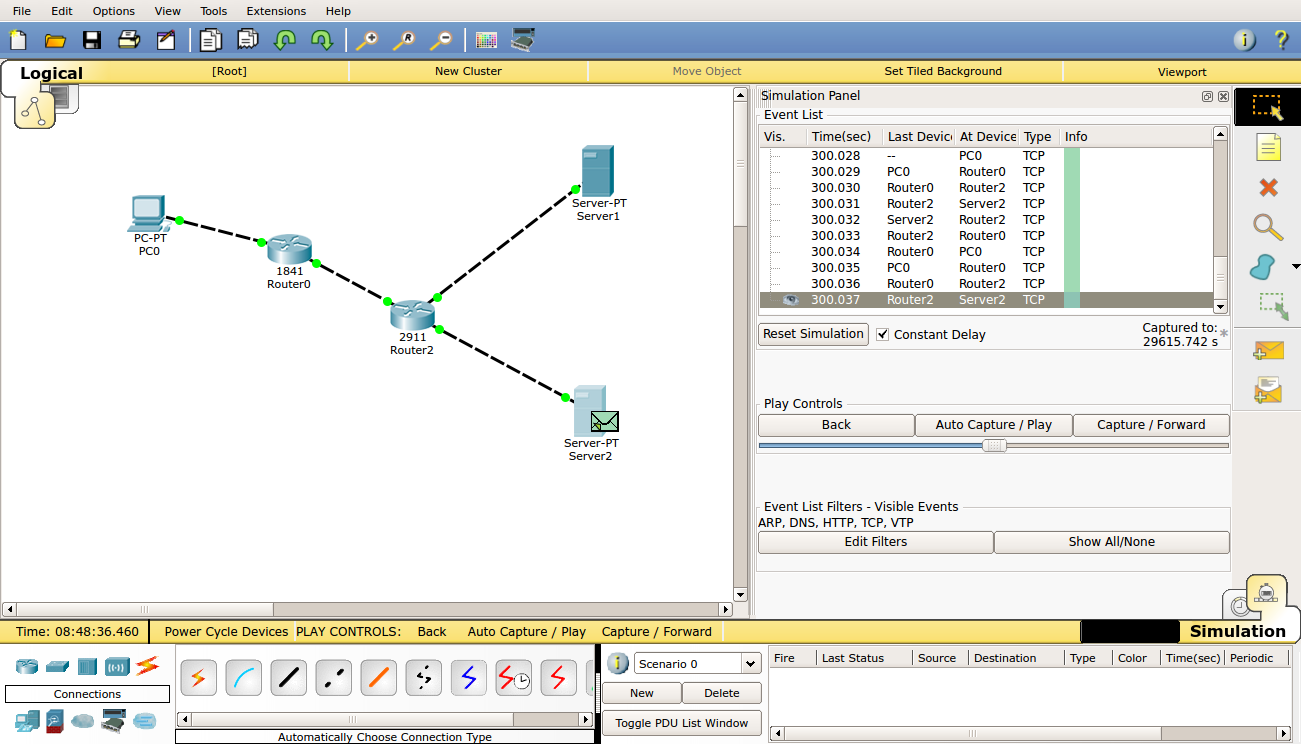 File Edit Options View Tools Extensions Help
Logical [Root] New Cluster Move Object Set Tiled Background Viewport
PC-PT
PC0
1841
Router0
2911
Router2
Server-PT
Server1
Server-PT
Server2
Simulation Panel
Event List
Vis. Time(sec) Last Devic At Device Type Info
300.028 -- PC0 TCP
300.029 PC0 Router0 TCP
300.030 Router0 Router2 TCP
300.031 Router2 Server2 TCP
300.032 Server2 Router2 TCP
300.033 Router2 Router0 TCP
300.034 Router0 PC0 TCP
300.035 PC0 Router0 TCP
300.036 Router0 Router2 TCP
300.037 Router2 Server2 TCP
Reset Simulation Constant Delay
Captured to: *
29615.742 s
Play Controls
Back Auto Capture / Play Capture / Forward
Event List Filters - Visible Events
ARP, DNS, HTTP, TCP, VTP
Edit Filters Show All/None
Time: 08:48:36.460 Power Cycle Devices PLAY CONTROLS: Back Auto Capture / Play Capture / Forward Simulation
Connections
Automatically Choose Connection Type
Scenario 0
New Delete
Toggle PDU List Window
Fire Last Status Source Destination Type Color Time(sec) Periodic